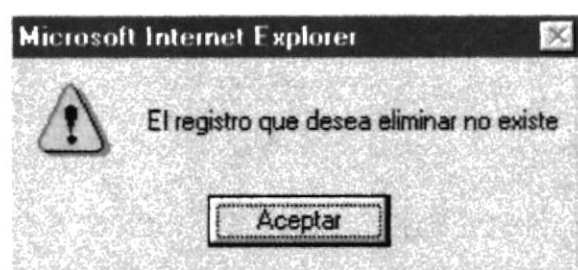 Microsoft Internet Explorer
El registro que desea eliminar no existe
Aceptar